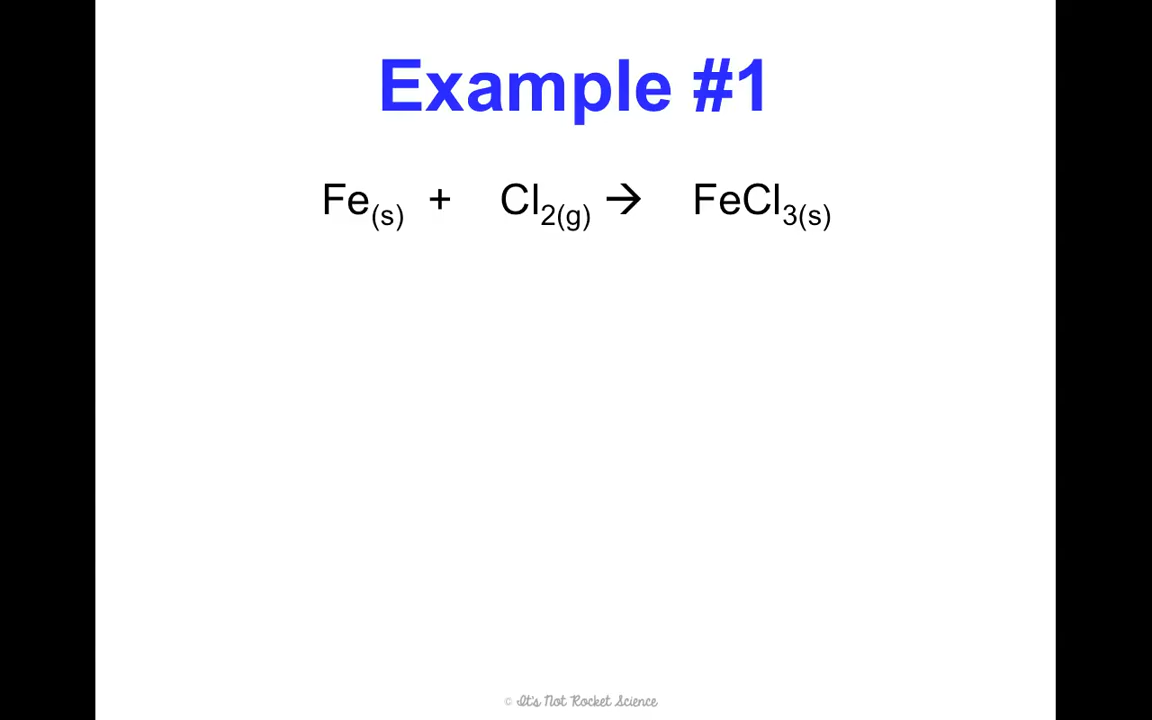 Example #1
Fe(s) + Cl2(g) → FeCl3(s)
© It's Not Rocket Science